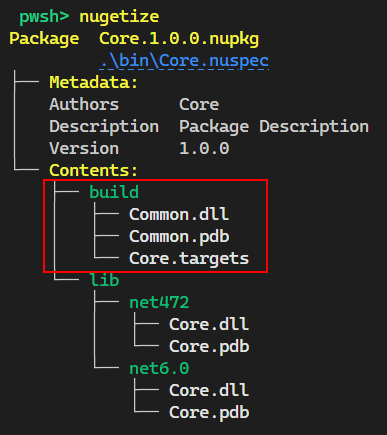 pwsh> nugetize
Package Core.1.0.0.nupkg
.\bin\Core.nuspec
Metadata:
Authors Core
Description Package Description
Version 1.0.0
Contents:
build
Common.dll
Common.pdb
Core.targets
lib
net472
Core.dll
Core.pdb
net6.0
Core.dll
Core.pdb